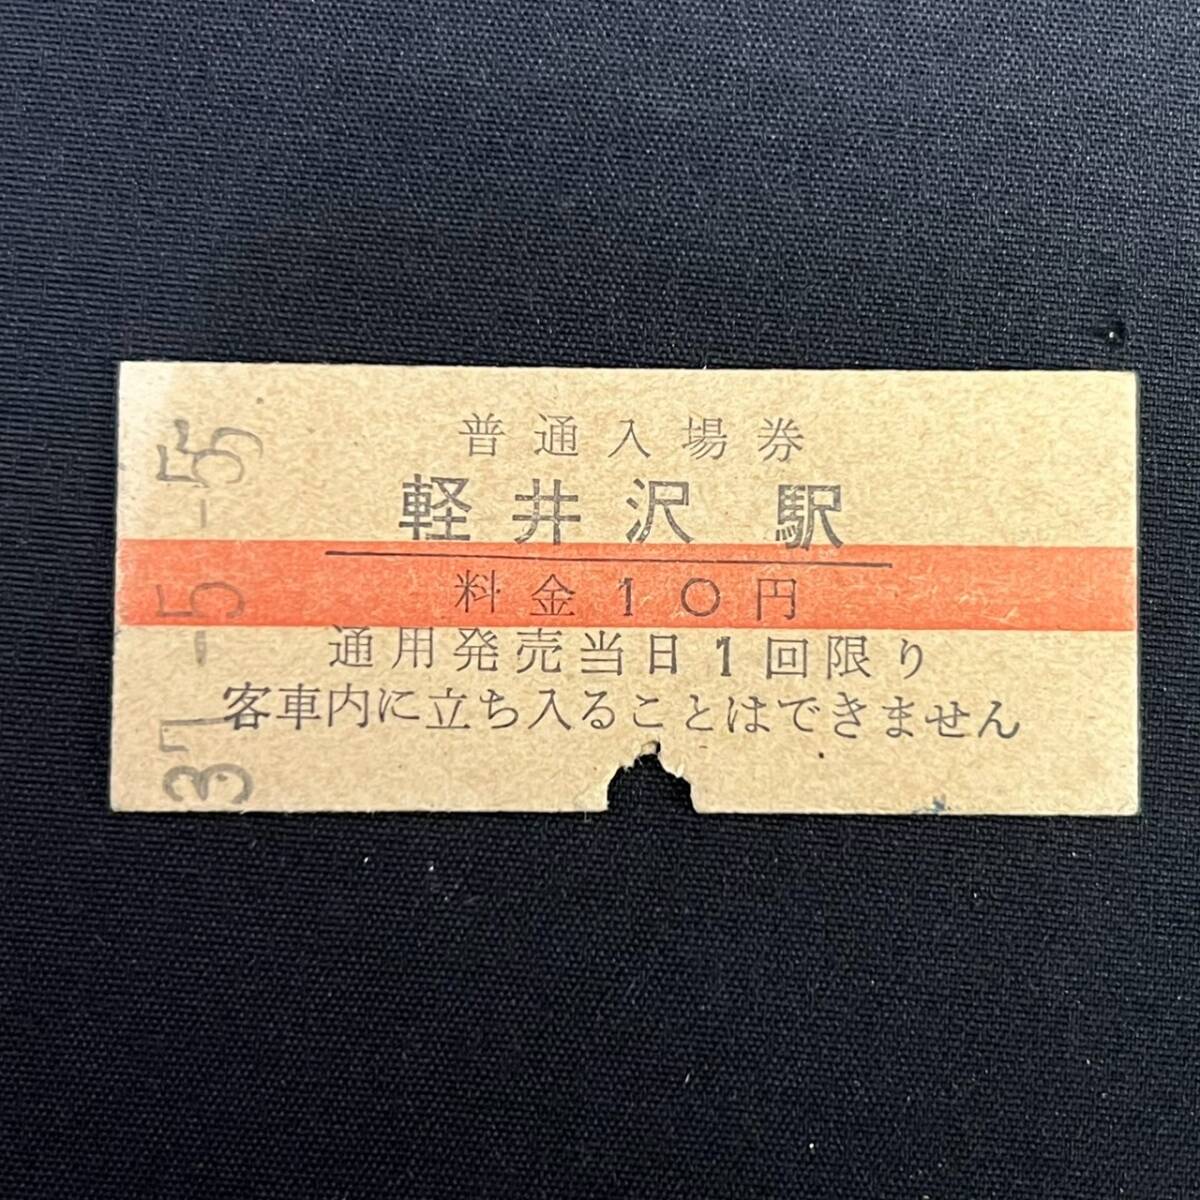 普通入場券
軽井沢駅
料金10円
通用発売当日1回限り
客車内に立ち入ることはできません
37.-5.-5